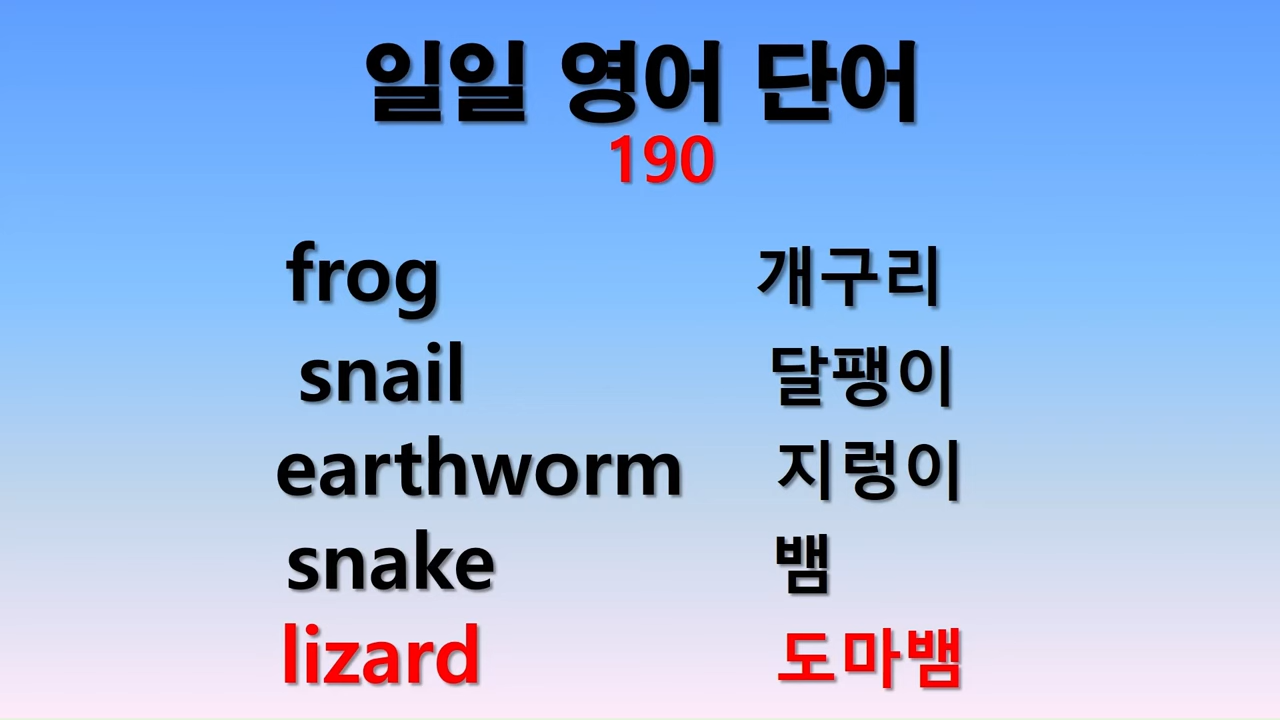 일일 영어 단어
190
frog 개구리
snail 달팽이
earthworm 지렁이
snake 뱀
lizard 도마뱀